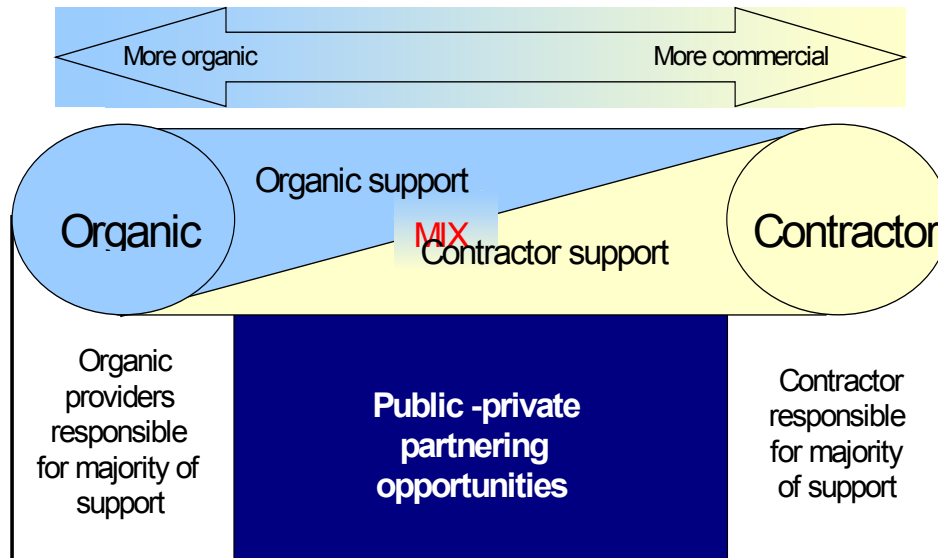 More organic
More commercial
Organic support
MIX
Organic
Contractor support
Contractor
Organic
providers
responsible
for majority of
support
Public -private
partnering
opportunities
Contractor
responsible
for majority
of support